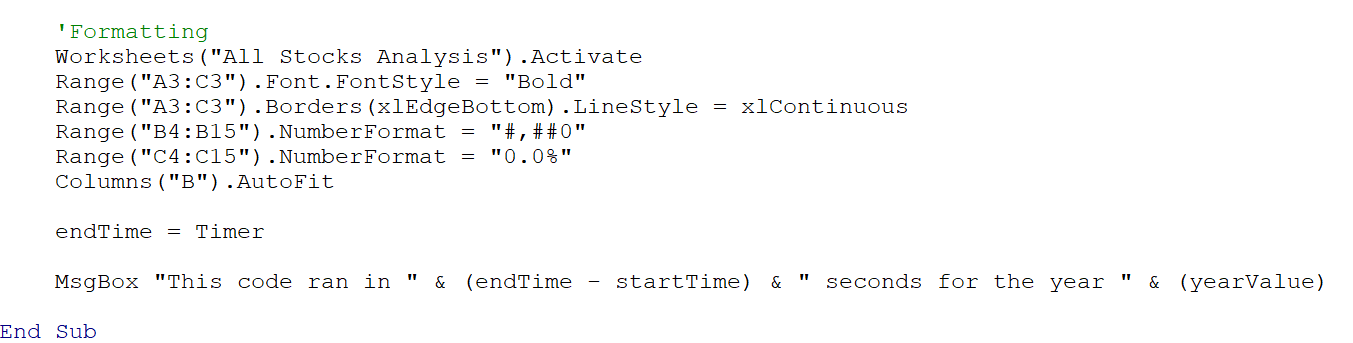 'Formatting
Worksheets("All Stocks Analysis").Activate
Range("A3:C3").Font.FontStyle = "Bold"
Range("A3:C3").Borders(xlEdgeBottom).LineStyle = xlContinuous
Range("B4:B15").NumberFormat = "#,##0"
Range("C4:C15").NumberFormat = "0.0%"
Columns("B").AutoFit
endTime = Timer
MsgBox "This code ran in " & (endTime - startTime) & " seconds for the year " & (yearValue)
End Sub